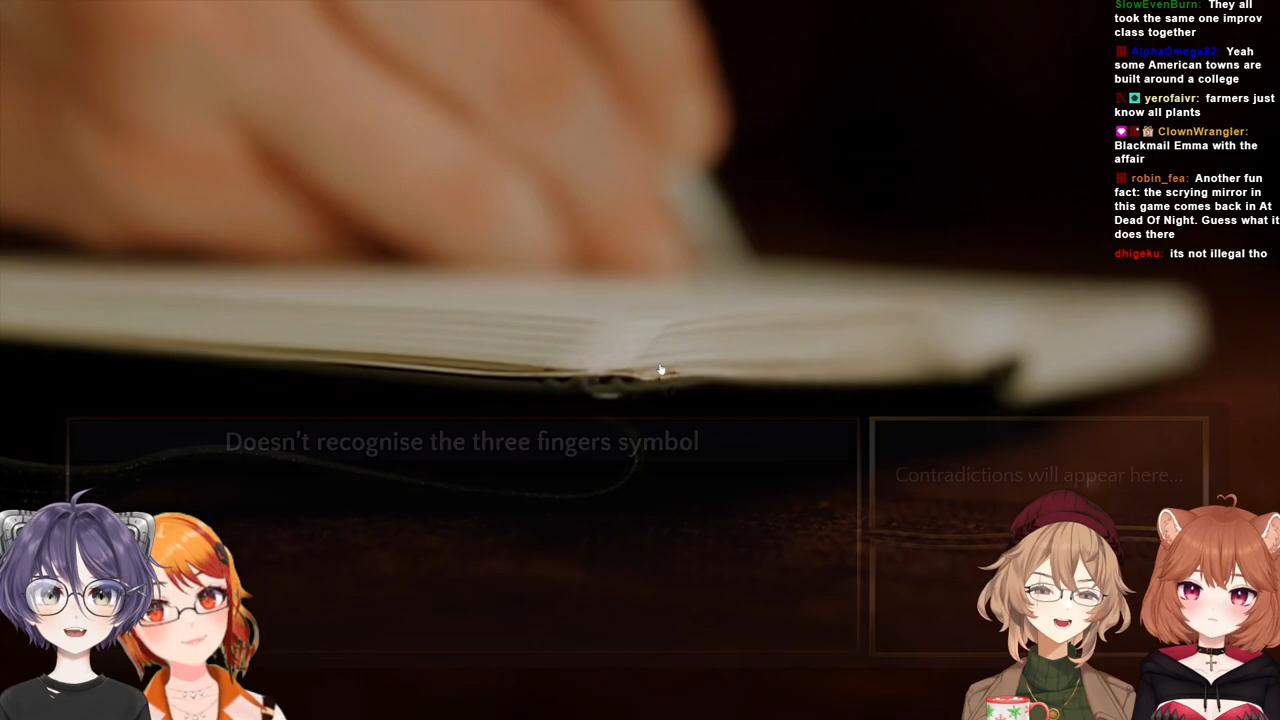 SlowEvenBurn: They all
took the same one improv
class together
AlphaOmega82: Yeah
some American towns are
built around a college
yerofaivr: farmers just
know all plants
ClownWrangler:
Blackmail Emma with the
affair
robin_fea: Another fun
fact: the scrying mirror in
this game comes back in At
Dead Of Night. Guess what it
does there
dhigeku: its not illegal tho
Doesn't recognise the three fingers symbol
Contradictions will appear here...